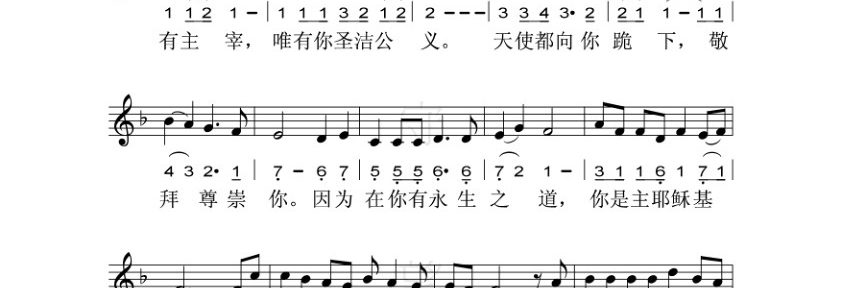 1 1 2 1 - | 1 1 1 3 2 1 2 | 2 - - - | 3 3 4 3• 2 | 2 1 1 - 1 1
有主 宰，唯有你圣洁公 义。 天使都向你 跪 下，敬
4 3 2• 1 | 7 - 6 7 | 5 5 5 6• 6 | 7 2 1 - | 3 1 1 6 1 7 1
拜 尊 崇 你。因为 在你有永生 之 道，你是主耶稣基